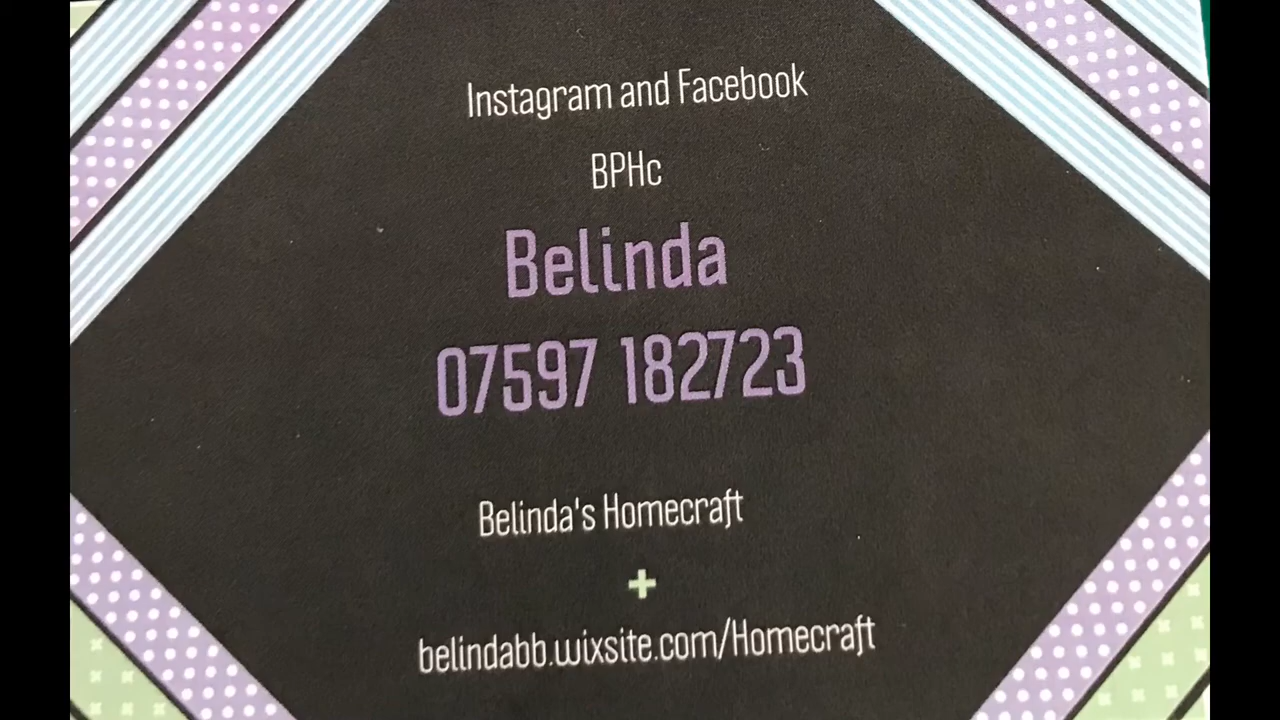 Instagram and Facebook
BPHc
Belinda
07597 182723
Belinda's Homecraft
+
belindabb.wixsite.com/Homecraft